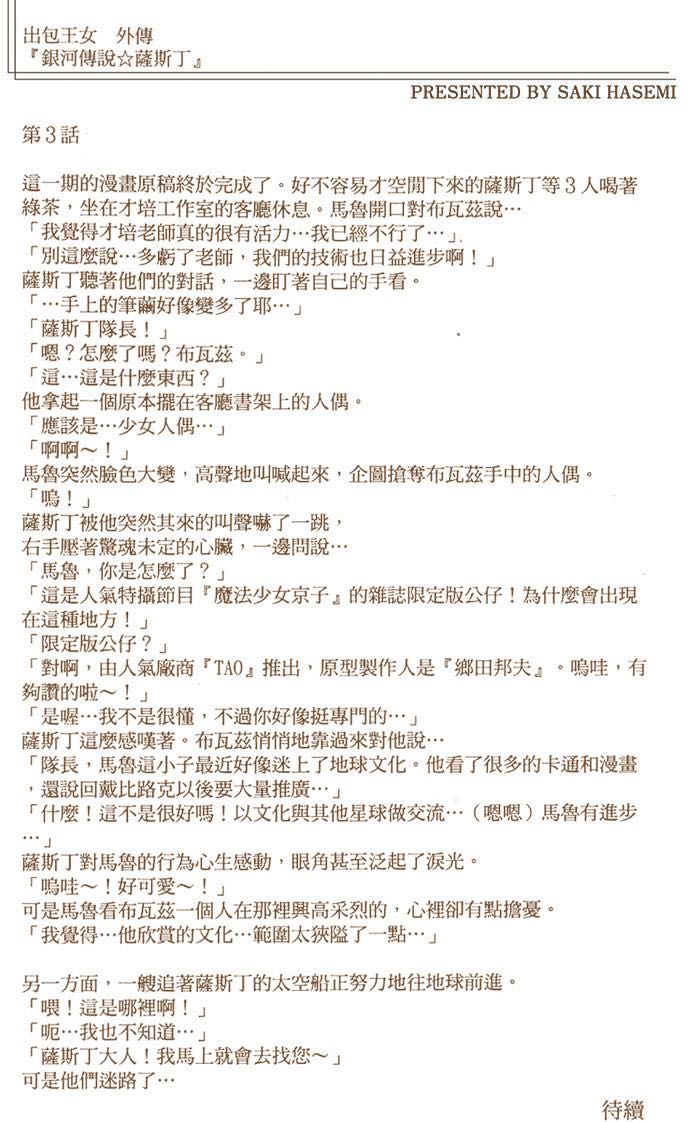 出包王女　外傳
『銀河傳說☆薩斯丁』
PRESENTED BY SAKI HASEMI
第3話
這一期的漫畫原稿終於完成了。好不容易才空閒下來的薩斯丁等3人喝著
綠茶，坐在才培工作室的客廳休息。馬魯開口對布瓦茲說…
「我覺得才培老師真的很有活力…我已經不行了…」
「別這麼說…多虧了老師，我們的技術也日益進步啊！」
薩斯丁聽著他們的對話，一邊盯著自己的手看。
「…手上的筆繭好像變多了耶…」
「薩斯丁隊長！」
「嗯？怎麼了嗎？布瓦茲。」
「這…這是什麼東西？」
他拿起一個原本擺在客廳書架上的人偶。
「應該是…少女人偶…」
「啊啊～！」
馬魯突然臉色大變，高聲地叫喊起來，企圖搶奪布瓦茲手中的人偶。
「嗚！」
薩斯丁被他突然其來的叫聲嚇了一跳，
右手壓著驚魂未定的心臟，一邊問說…
「馬魯，你是怎麼了？」
「這是人氣特攝節目『魔法少女京子』的雜誌限定版公仔！為什麼會出現
在這種地方！」
「限定版公仔？」
「對啊，由人氣廠商『TAO』推出，原型製作人是『鄉田邦夫』。嗚哇，有
夠讚的啦～！」
「是喔…我不是很懂，不過你好像挺專門的…」
薩斯丁這麼感嘆著。布瓦茲悄悄地靠過來對他說…
「隊長，馬魯這小子最近好像迷上了地球文化。他看了很多的卡通和漫畫
，還說回戴比路克以後要大量推廣…」
「什麼！這不是很好嗎！以文化與其他星球做交流…（嗯嗯）馬魯有進步
…」
薩斯丁對馬魯的行為心生感動，眼角甚至泛起了淚光。
「嗚哇～！好可愛～！」
可是馬魯看布瓦茲一個人在那裡興高采烈的，心裡卻有點擔憂。
「我覺得…他欣賞的文化…範圍太狹隘了一點…」
另一方面，一艘追著薩斯丁的太空船正努力地往地球前進。
「喂！這是哪裡啊！」
「呃…我也不知道…」
「薩斯丁大人！我馬上就會去找您～」
可是他們迷路了…
待續